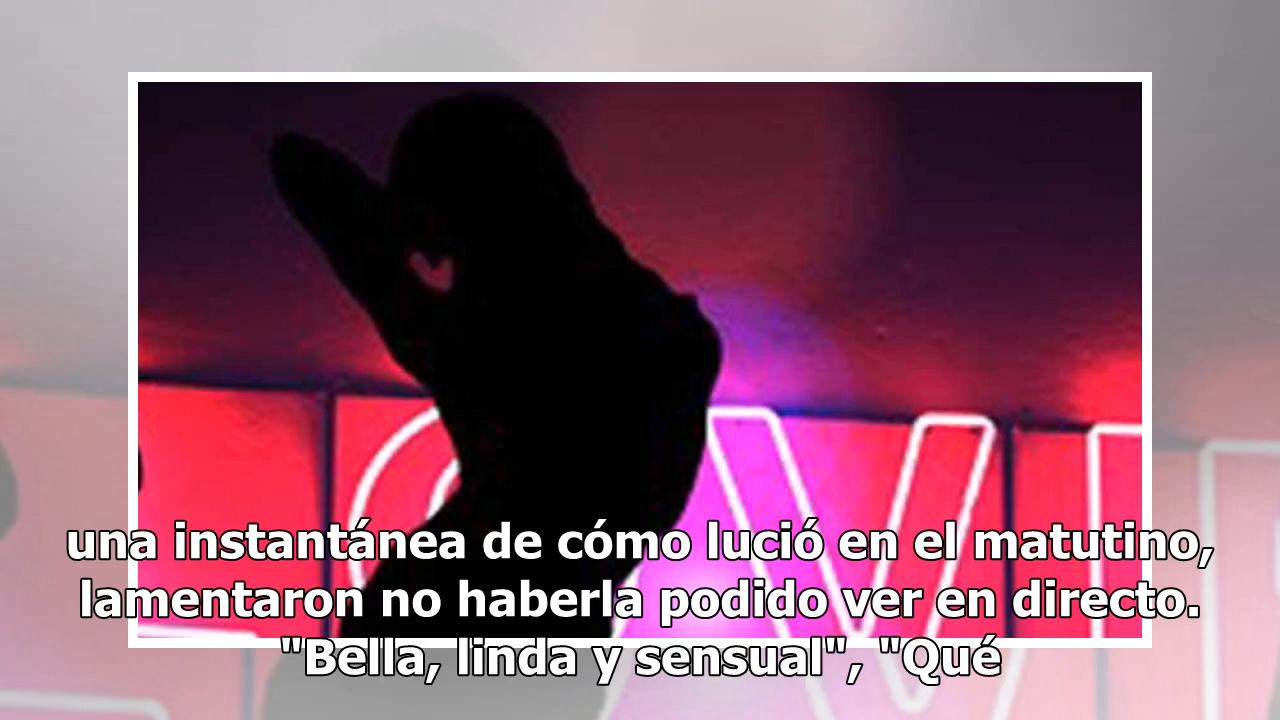 una instantánea de cómo lució en el matutino,
lamentaron no haberla podido ver en directo.
"Bella, linda y sensual", "Qué